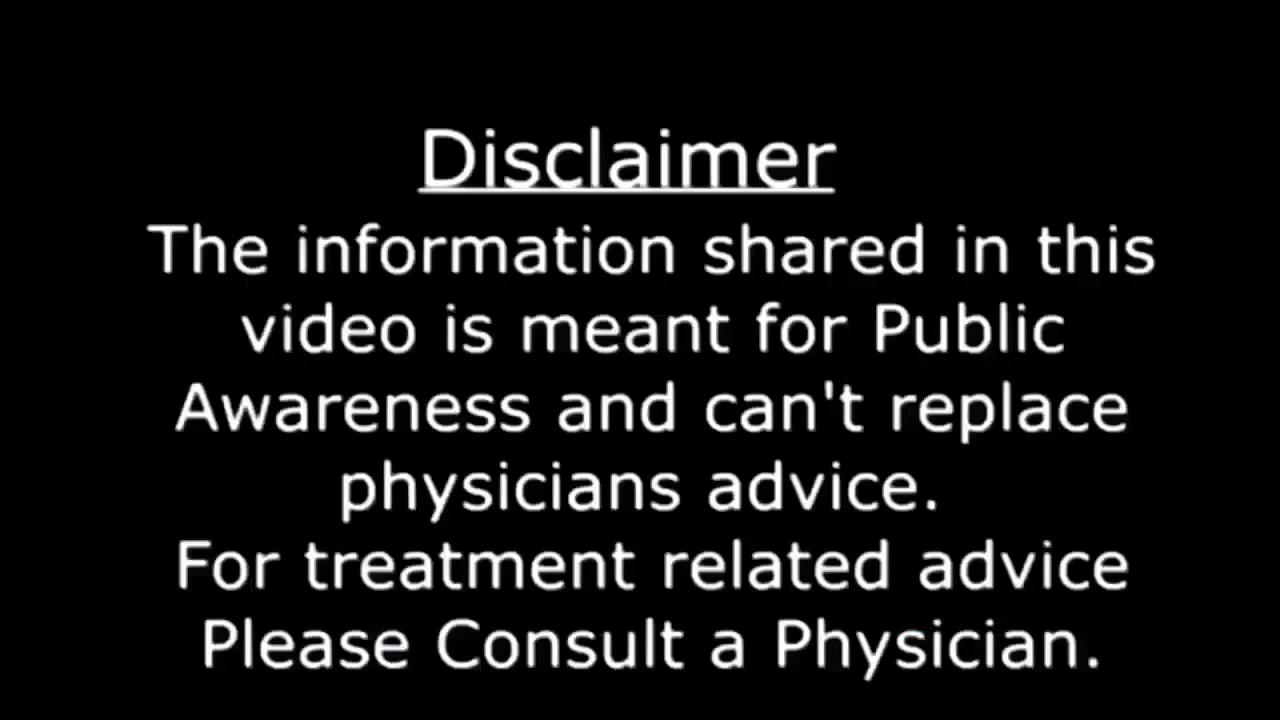 Disclaimer
The information shared in this
video is meant for Public
Awareness and can't replace
physicians advice.
For treatment related advice
Please Consult a Physician.